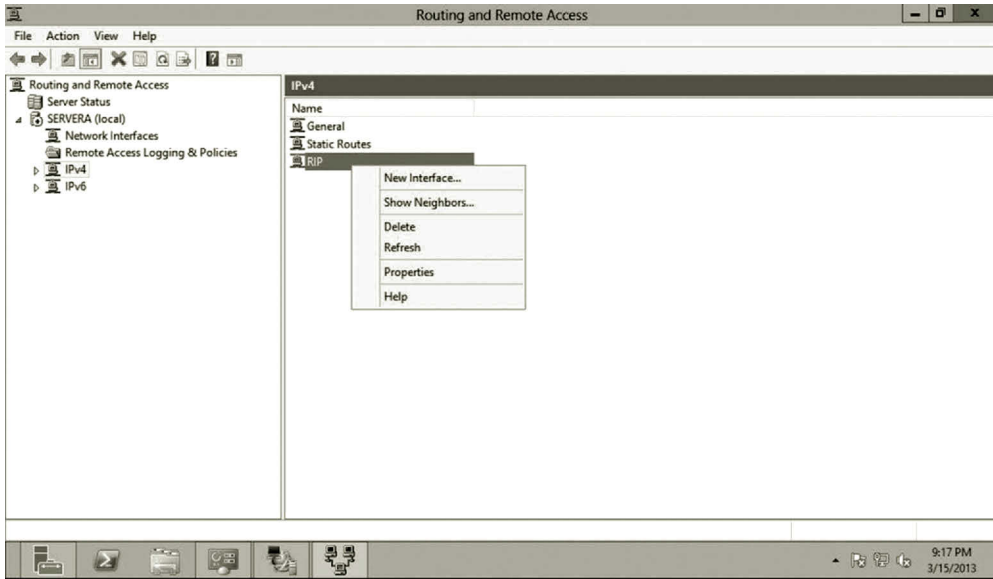 Routing and Remote Access
File Action View Help
Routing and Remote Access
Server Status
SERVERA (local)
Network Interfaces
Remote Access Logging & Policies
IPv4
IPv6
IPv4
Name
General
Static Routes
RIP
New Interface...
Show Neighbors...
Delete
Refresh
Properties
Help
9:17 PM
3/15/2013